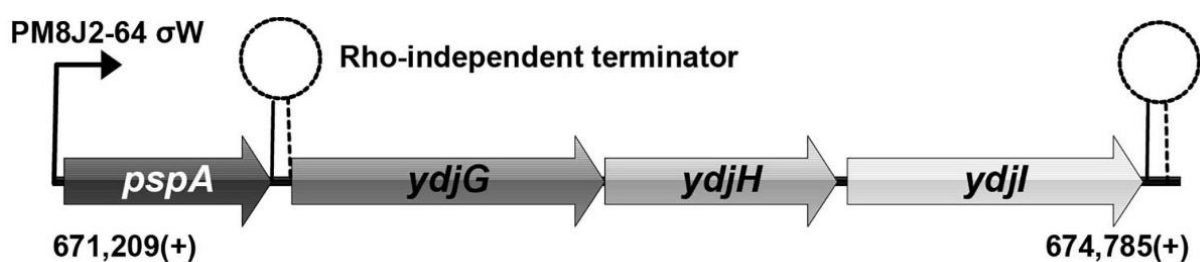 PM8J2-64 σW
Rho-independent terminator
pspA
ydjG
ydjH
ydjI
671,209(+)
674,785(+)